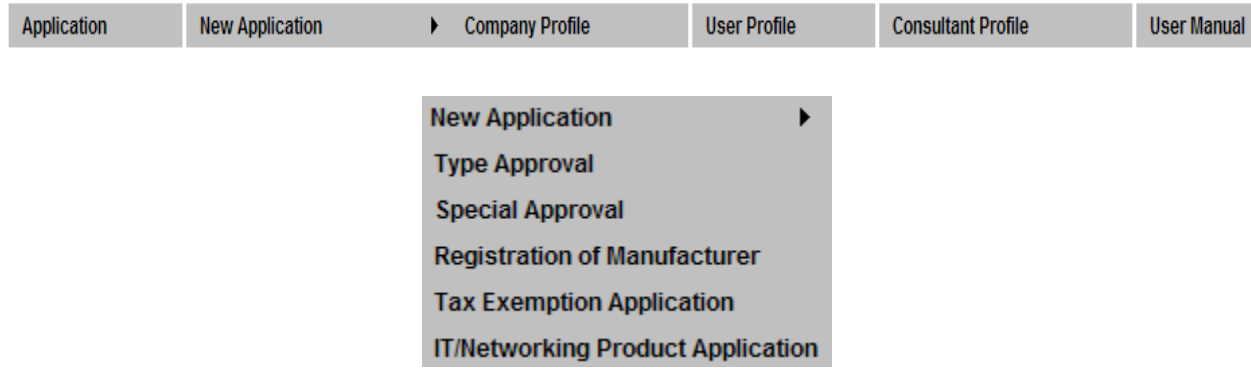 Application New Application Company Profile User Profile Consultant Profile User Manual
New Application
Type Approval
Special Approval
Registration of Manufacturer
Tax Exemption Application
IT/Networking Product Application